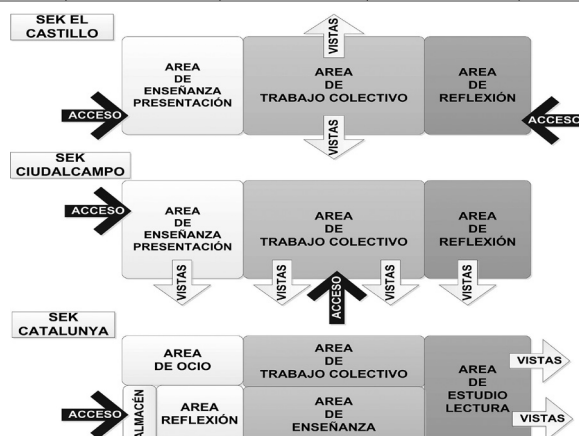 SEK EL
CASTILLO
VISTAS
AREA
DE
ENSEÑANZA
PRESENTACIÓN
AREA
DE
TRABAJO COLECTIVO
AREA
DE
REFLEXIÓN
ACCESO
ACCESO
VISTAS
SEK
CIUDALCAMPO
ACCESO
AREA
DE
ENSEÑANZA
PRESENTACIÓN
AREA
DE
TRABAJO COLECTIVO
AREA
DE
REFLEXIÓN
VISTAS
VISTAS
ACCESO
VISTAS
VISTAS
SEK
CATALUNYA
AREA
DE OCIO
AREA
DE
TRABAJO COLECTIVO
AREA
DE
ESTUDIO
LECTURA
VISTAS
ACCESO
ALMACÉN
AREA
REFLEXIÓN
AREA
DE
ENSEÑANZA
VISTAS